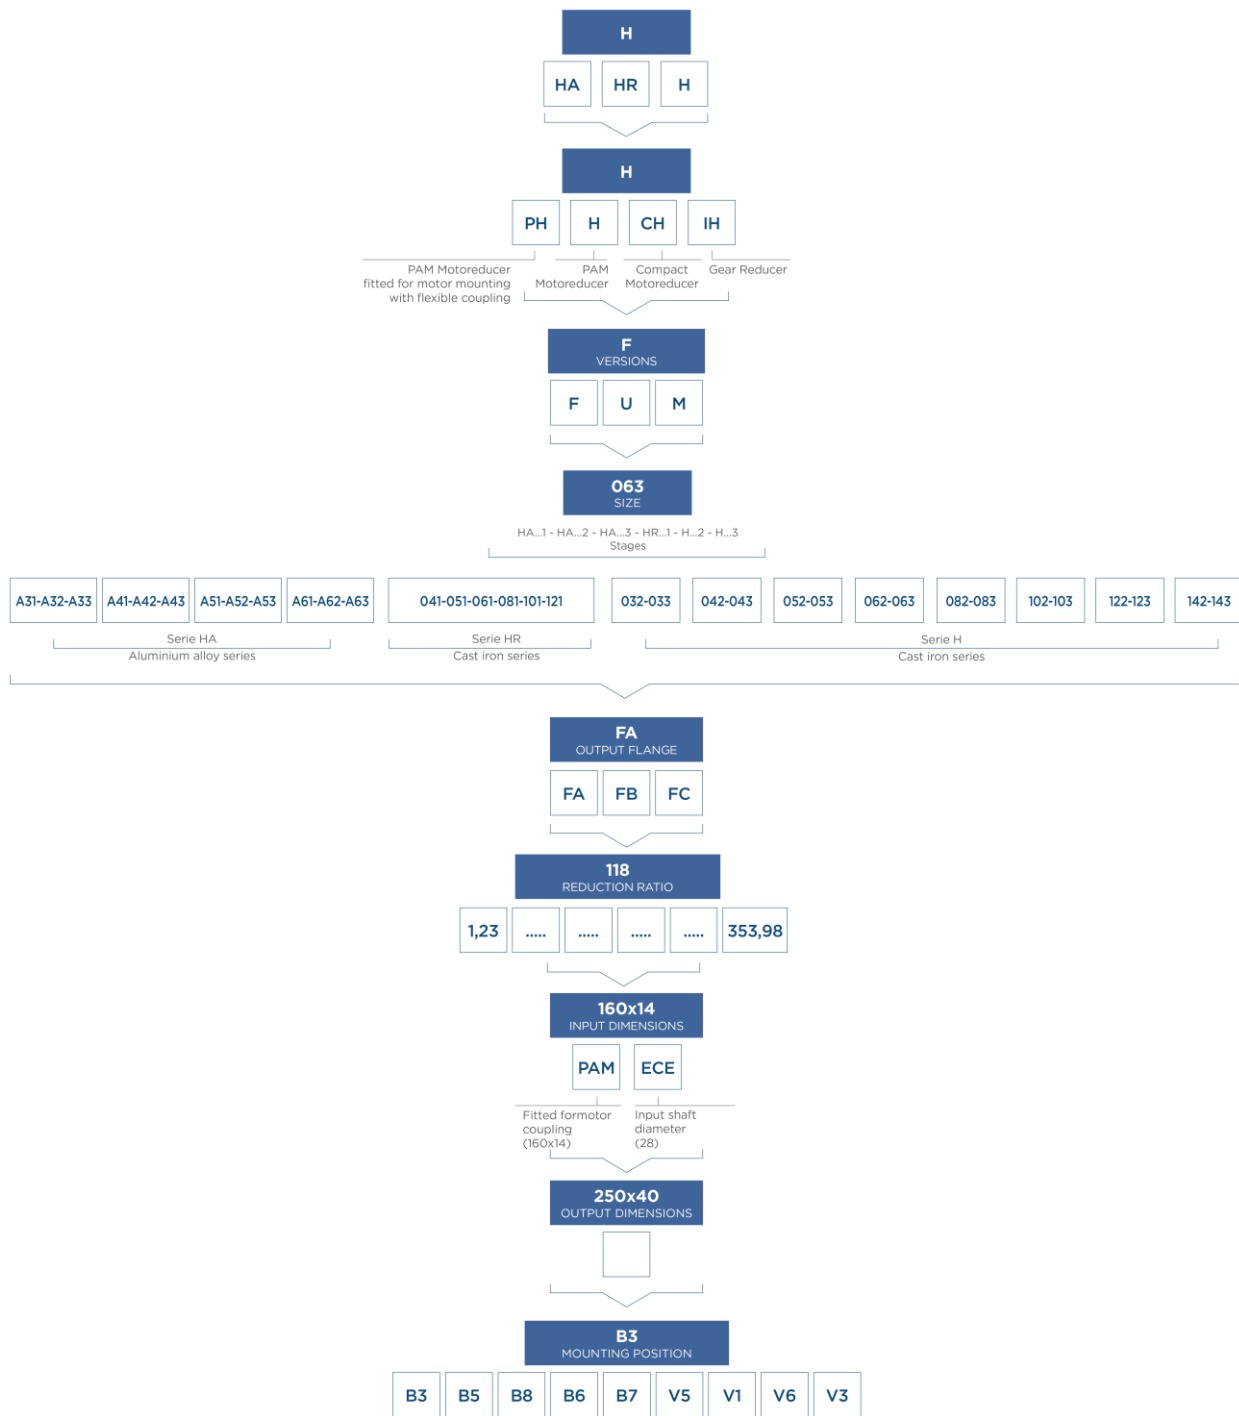 H
HA HR H
H
PH H CH IH
PAM Motoreducer
fitted for motor mounting
with flexible coupling
PAM
Motoreducer
Compact
Motoreducer
Gear Reducer
F
VERSIONS
F U M
063
SIZE
HA...1 - HA...2 - HA...3 - HR...1 - H...2 - H...3
Stages
A31-A32-A33 A41-A42-A43 A51-A52-A53 A61-A62-A63 041-051-061-081-101-121 032-033 042-043 052-053 062-063 082-083 102-103 122-123 142-143
Serie HA
Aluminium alloy series
Serie HR
Cast iron series
Serie H
Cast iron series
FA
OUTPUT FLANGE
FA FB FC
118
REDUCTION RATIO
1,23 ..... ..... ..... ..... 353,98
160x14
INPUT DIMENSIONS
PAM ECE
Fitted formotor
coupling
(160x14)
Input shaft
diameter
(28)
250x40
OUTPUT DIMENSIONS
B3
MOUNTING POSITION
B3 B5 B8 B6 B7 V5 V1 V6 V3